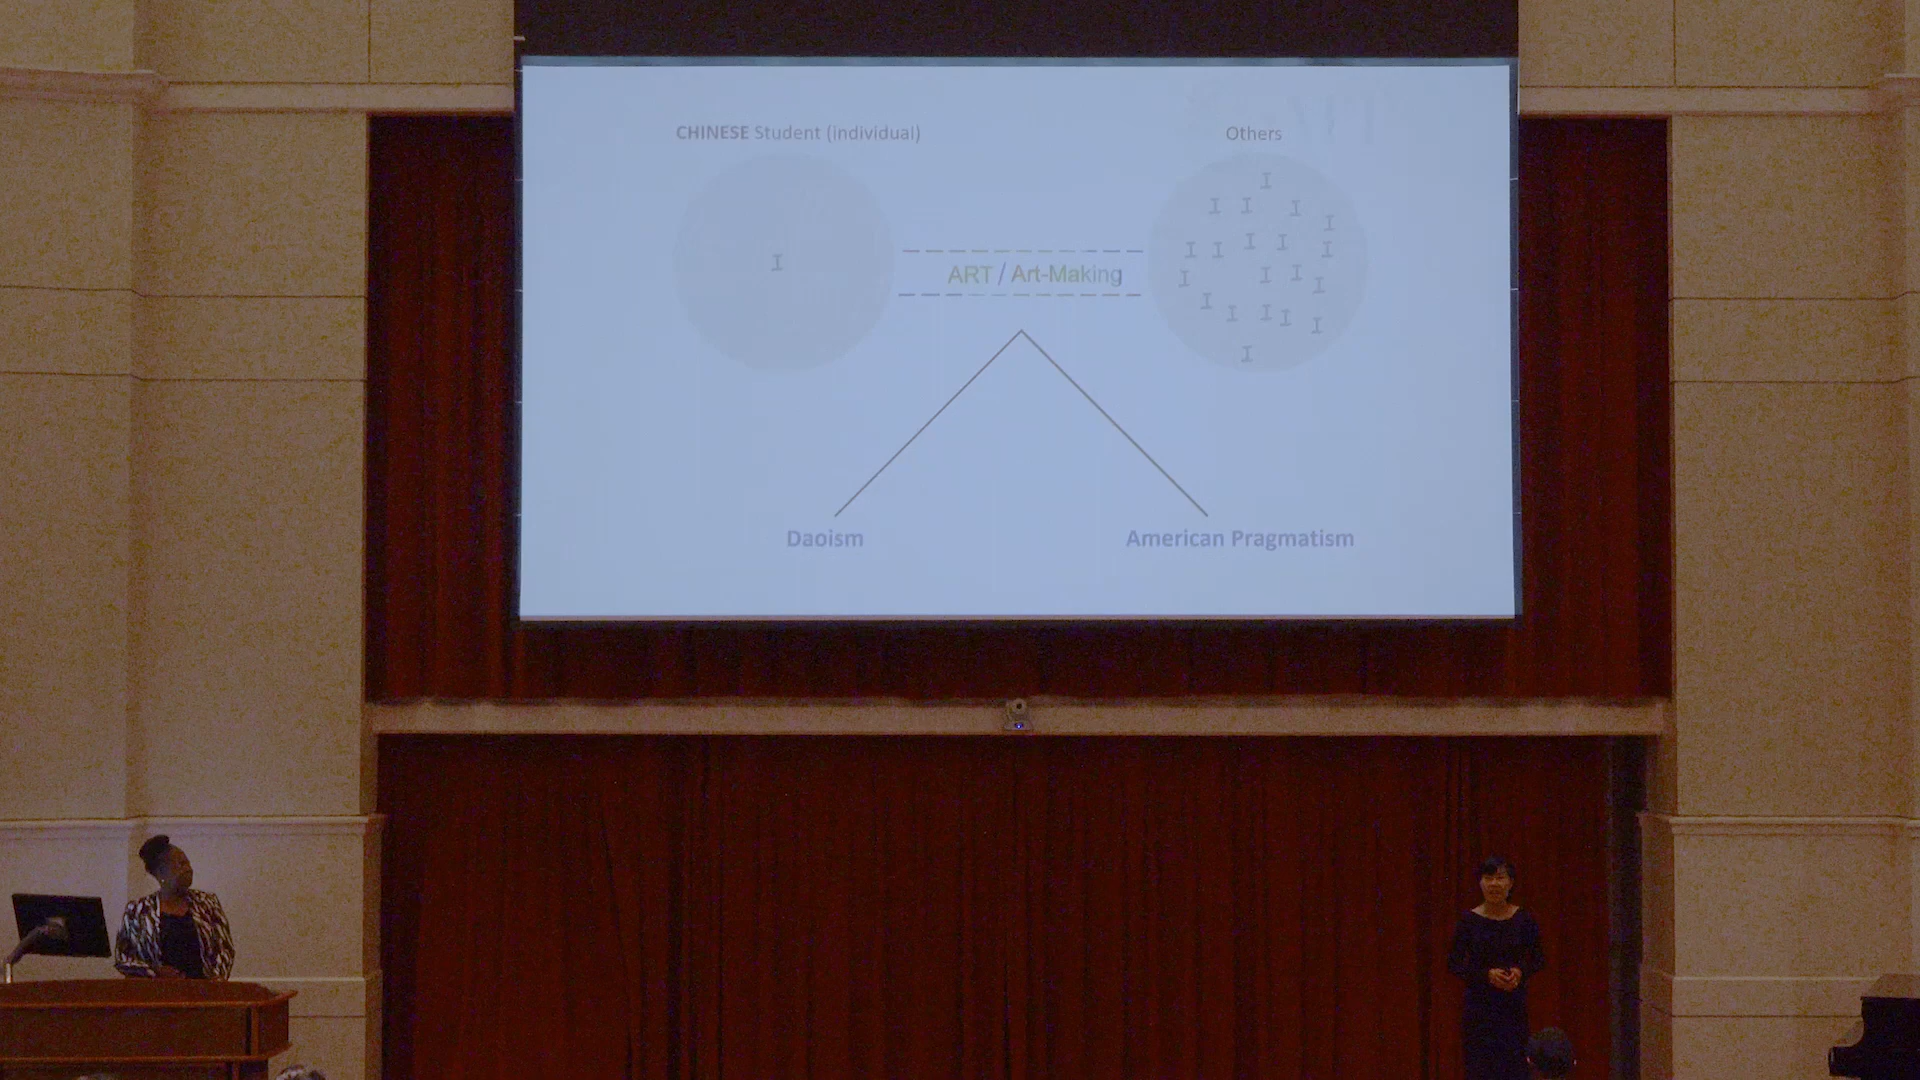 CHINESE Student (individual)
Others
I
I
I I I
I
I I I I I
I I I I
I
I I I I
I
ART / Art-Making
Daoism
American Pragmatism